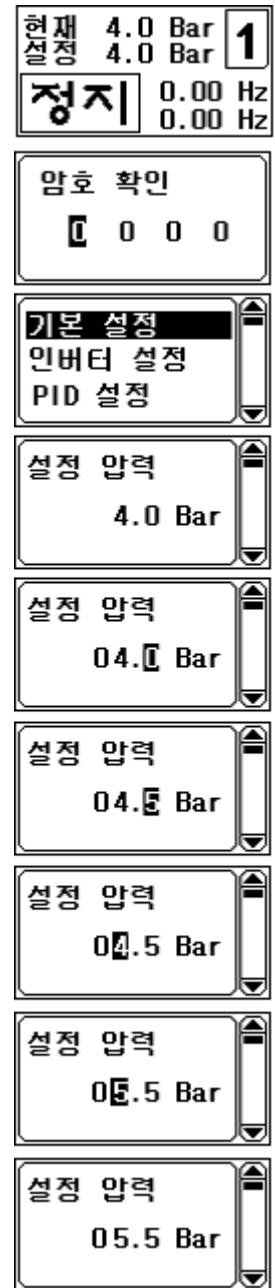 현재 4.0 Bar 1
설정 4.0 Bar
정지 0.00 Hz
0.00 Hz
암호 확인
0 0 0 0
기본 설정
인버터 설정
PID 설정
설정 압력
4.0 Bar
설정 압력
04.0 Bar
설정 압력
04.5 Bar
설정 압력
04.5 Bar
설정 압력
05.5 Bar
설정 압력
05.5 Bar